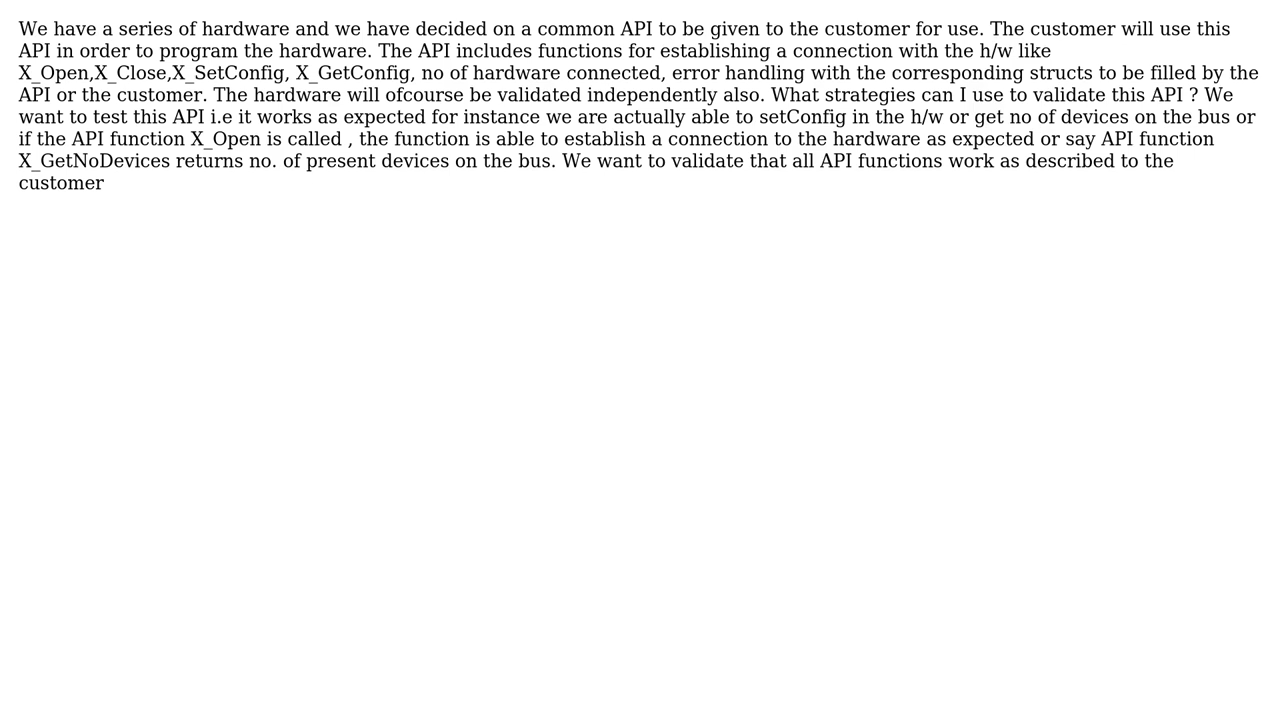 We have a series of hardware and we have decided on a common API to be given to the customer for use. The customer will use this
API in order to program the hardware. The API includes functions for establishing a connection with the h/w like
X_Open,X_Close,X_SetConfig, X_GetConfig, no of hardware connected, error handling with the corresponding structs to be filled by the
API or the customer. The hardware will ofcourse be validated independently also. What strategies can I use to validate this API ? We
want to test this API i.e it works as expected for instance we are actually able to setConfig in the h/w or get no of devices on the bus or
if the API function X_Open is called , the function is able to establish a connection to the hardware as expected or say API function
X_GetNoDevices returns no. of present devices on the bus. We want to validate that all API functions work as described to the
customer